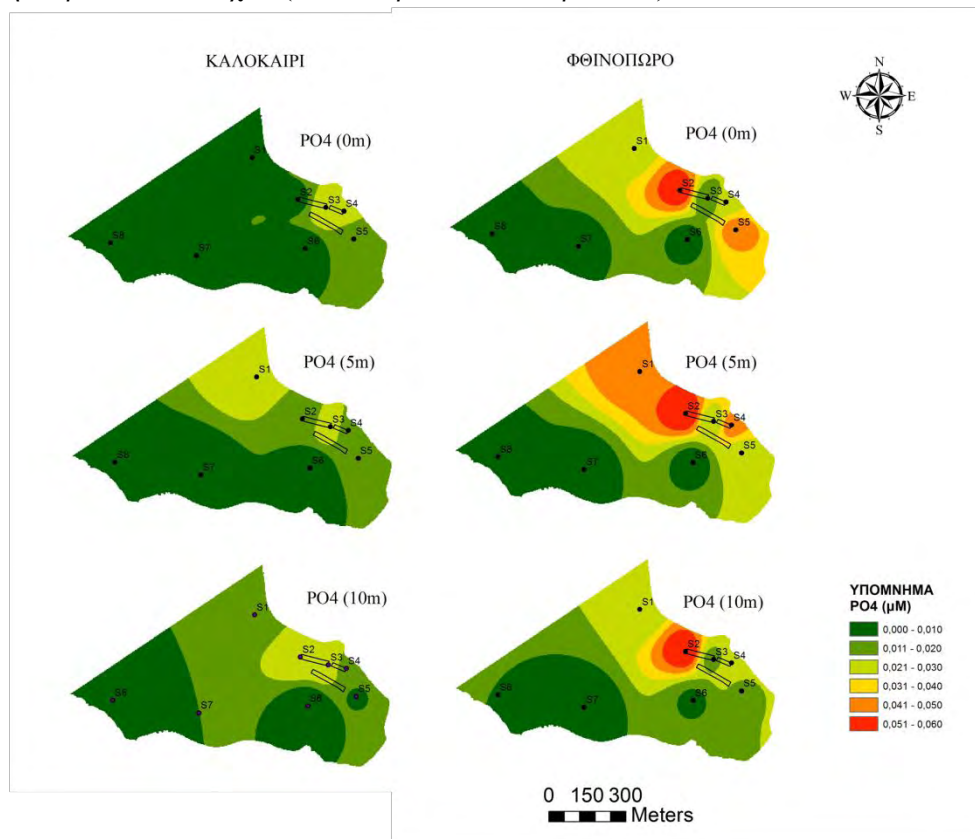 ΚΑΛΟΚΑΙΡΙ
PO4 (0m)
S1
S2
S3
S4
S5
S6
S7
S8
PO4 (5m)
S1
S2
S3
S4
S5
S6
S7
S8
PO4 (10m)
S1
S2
S3
S4
S5
S6
S7
S8
ΦΘΙΝΟΠΩΡΟ
PO4 (0m)
S1
S2
S3
S4
S5
S6
S7
S8
PO4 (5m)
S1
S2
S3
S4
S5
S6
S7
S8
PO4 (10m)
S1
S2
S3
S4
S5
S6
S7
S8
N
W E
S
ΥΠΟΜΝΗΜΑ
PO4 (μM)
0,000 - 0,010
0,011 - 0,020
0,021 - 0,030
0,031 - 0,040
0,041 - 0,050
0,051 - 0,060
0 150 300
Meters